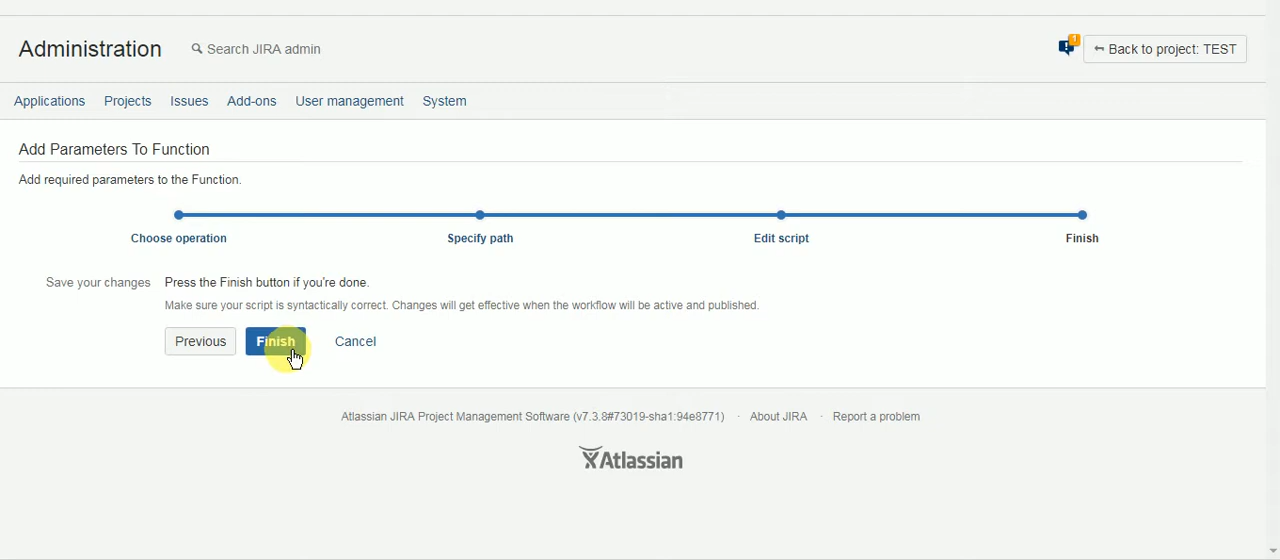 Administration
Search JIRA admin
1
Back to project: TEST
Applications Projects Issues Add-ons User management System
Add Parameters To Function
Add required parameters to the Function.
Choose operation Specify path Edit script Finish
Save your changes Press the Finish button if you're done.
Make sure your script is syntactically correct. Changes will get effective when the workflow will be active and published.
Previous Finish Cancel
Atlassian JIRA Project Management Software (v7.3.8#73019-sha1:94e8771) · About JIRA · Report a problem
Atlassian